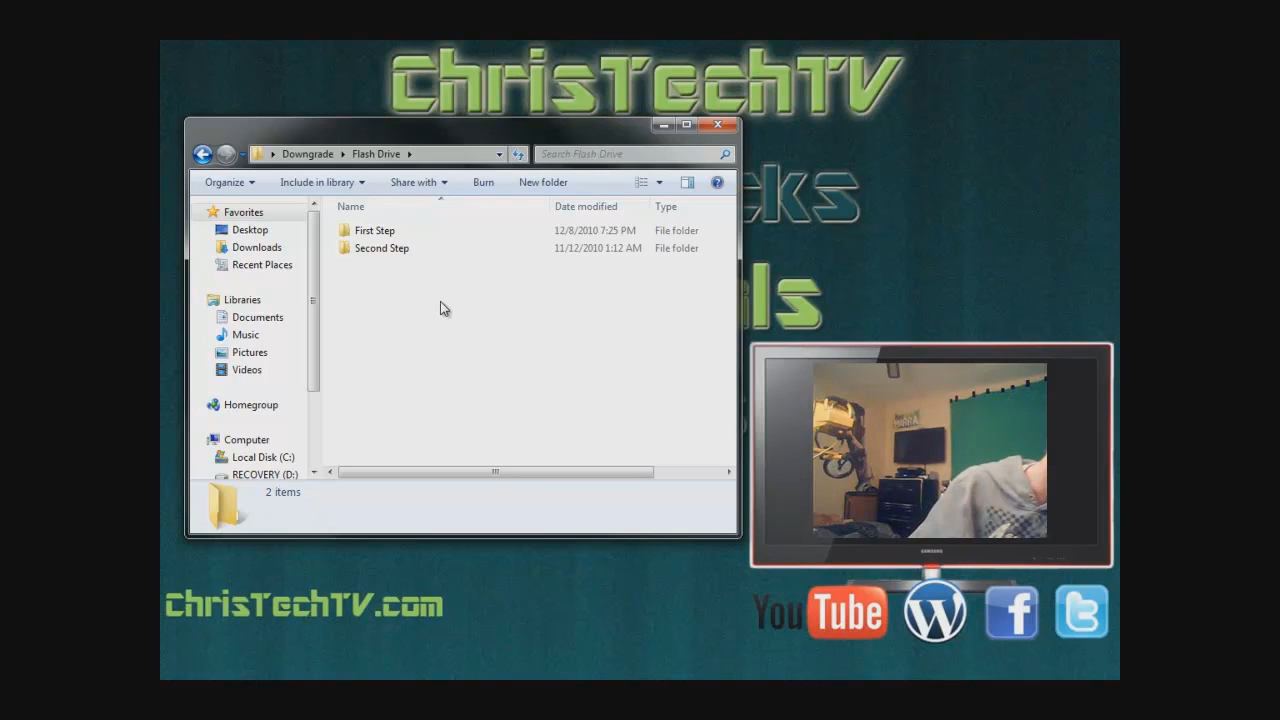 ChrisTechTV
Downgrade Flash Drive
Search Flash Drive
Organize Include in library Share with Burn New folder
cks
Favorites
Desktop
Downloads
Recent Places
Libraries
Documents
Music
Pictures
Videos
Homegroup
Computer
Local Disk (C:)
RECOVERY (D:)
Name Date modified Type
First Step 12/8/2010 7:25 PM File folder
Second Step 11/12/2010 1:12 AM File folder
ls
2 items
SAMSUNG
ChrisTechTV.com
YouTube